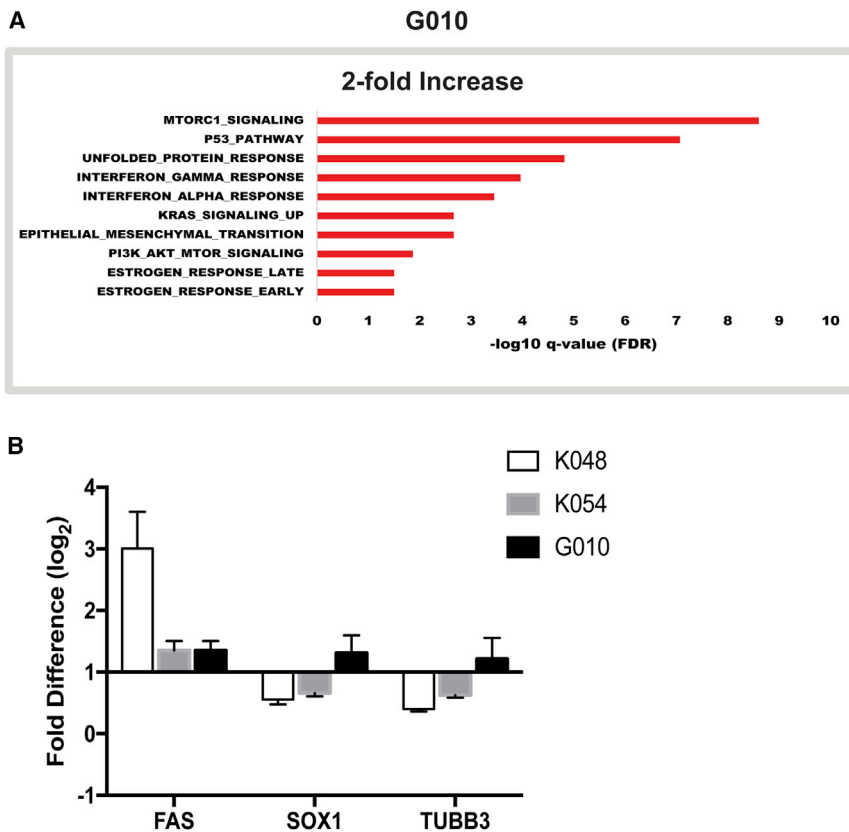 A
G010
2-fold Increase
MTORC1_SIGNALING
P53_PATHWAY
UNFOLDED_PROTEIN_RESPONSE
INTERFERON_GAMMA_RESPONSE
INTERFERON_ALPHA_RESPONSE
KRAS_SIGNALING_UP
EPITHELIAL_MESENCHYMAL_TRANSITION
PI3K_AKT_MTOR_SIGNALING
ESTROGEN_RESPONSE_LATE
ESTROGEN_RESPONSE_EARLY
0 1 2 3 4 5 6 7 8 9 10
-log10 q-value (FDR)
B
K048
K054
G010
Fold Difference (log2)
4
3
2
1
0
-1
FAS SOX1 TUBB3